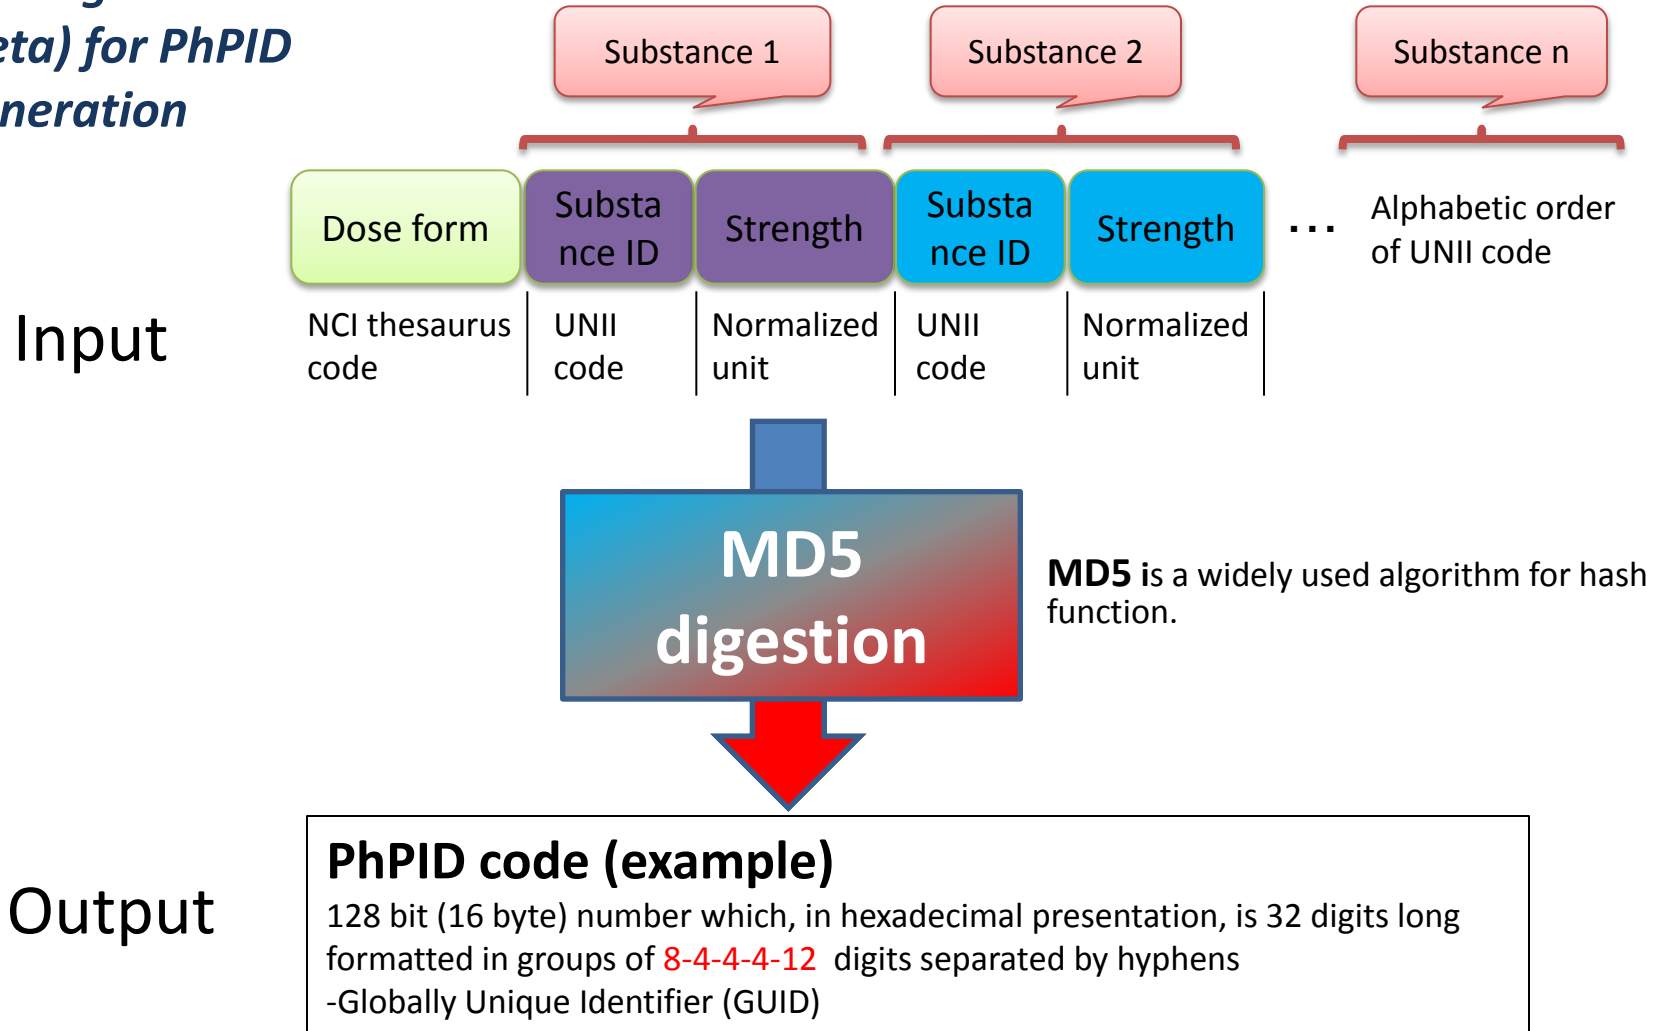 eta) for PhPID
neration
Substance 1
Substance 2
Substance n
Dose form
Substa
nce ID
Strength
Substa
nce ID
Strength
...
Alphabetic order
of UNII code
Input
NCI thesaurus
code
UNII
code
Normalized
unit
UNII
code
Normalized
unit
MD5
digestion
MD5 is a widely used algorithm for hash
function.
Output
PhPID code (example)
128 bit (16 byte) number which, in hexadecimal presentation, is 32 digits long
formatted in groups of 8-4-4-4-12 digits separated by hyphens
-Globally Unique Identifier (GUID)